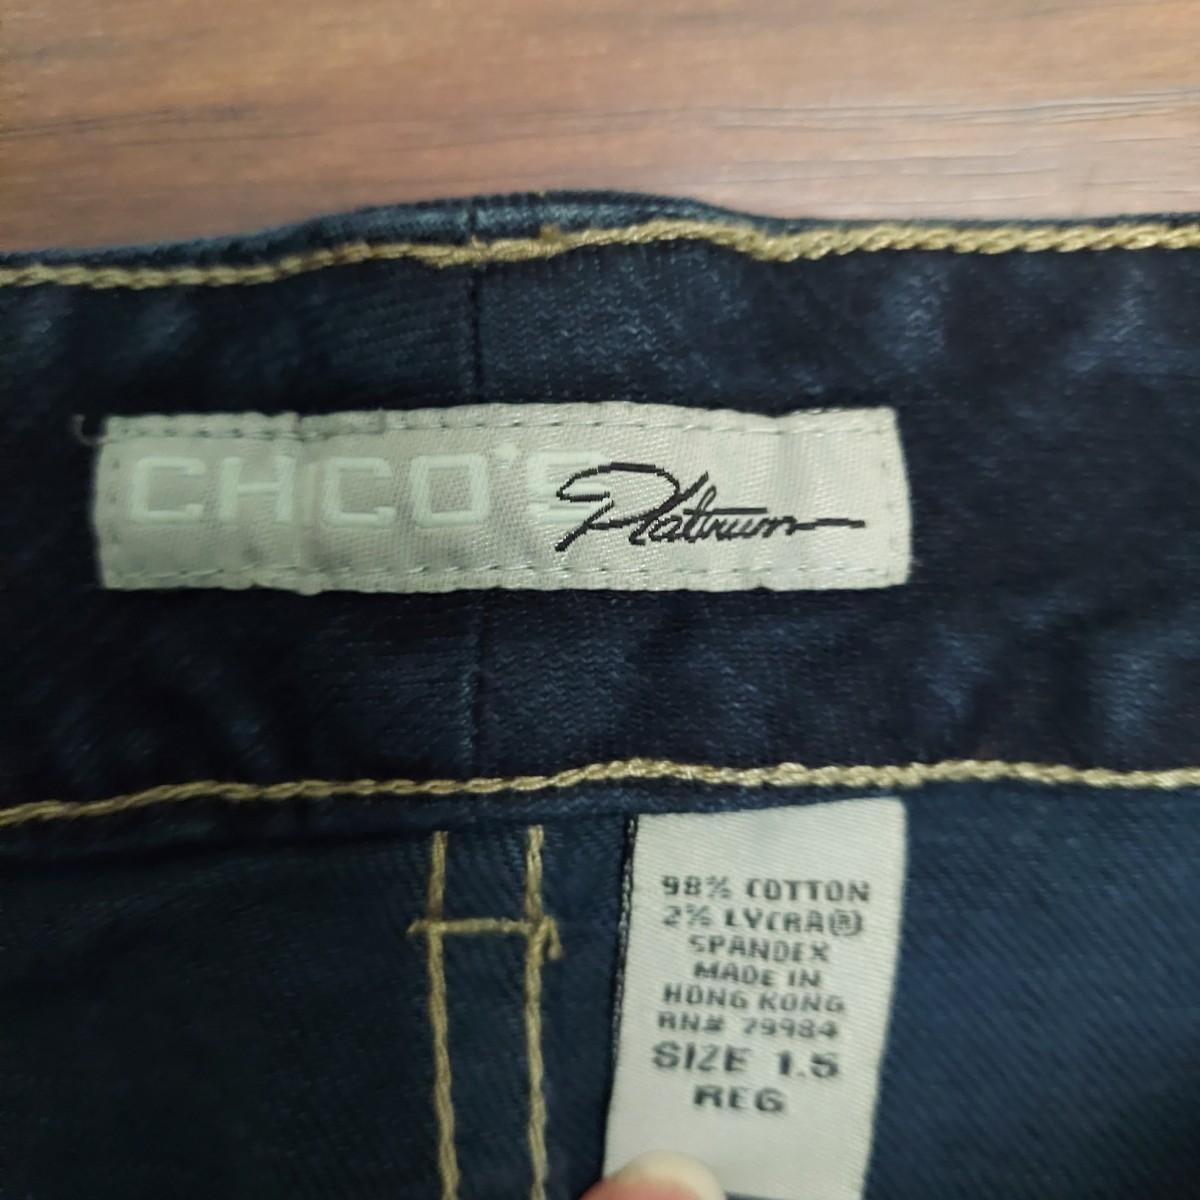 CHCO'S Platinum
98% COTTON
2% LYCRA®
SPANDEX
MADE IN
HONG KONG
RN# 79984
SIZE 1.5
REG